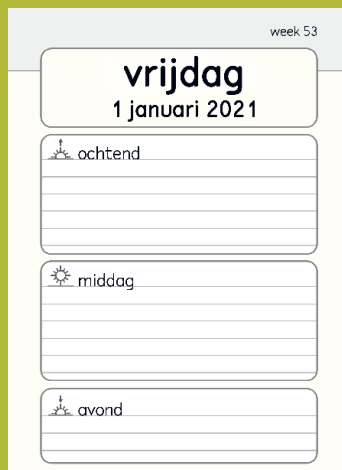 week 53
vrijdag
1 januari 2021
ochtend
middag
avond